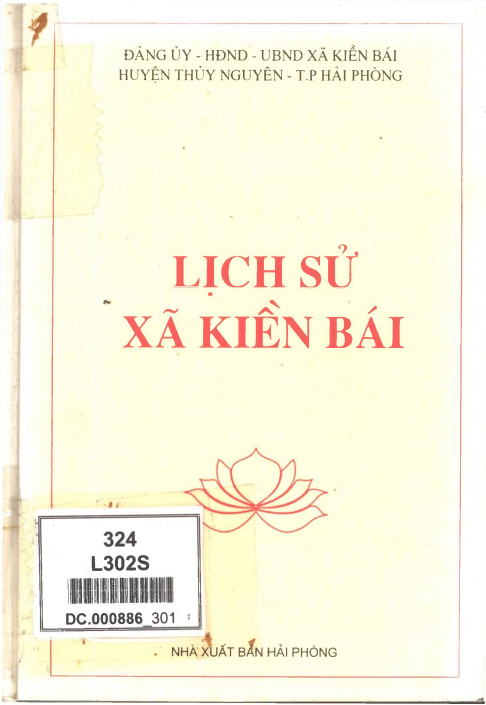 ĐẢNG ỦY - HĐND - UBND XÃ KIỀN BÁI
HUYỆN THỦY NGUYÊN - T.P HẢI PHÒNG
LỊCH SỬ
XÃ KIỀN BÁI
324
L302S
DC.000886_301
NHÀ XUẤT BẢN HẢI PHÒNG